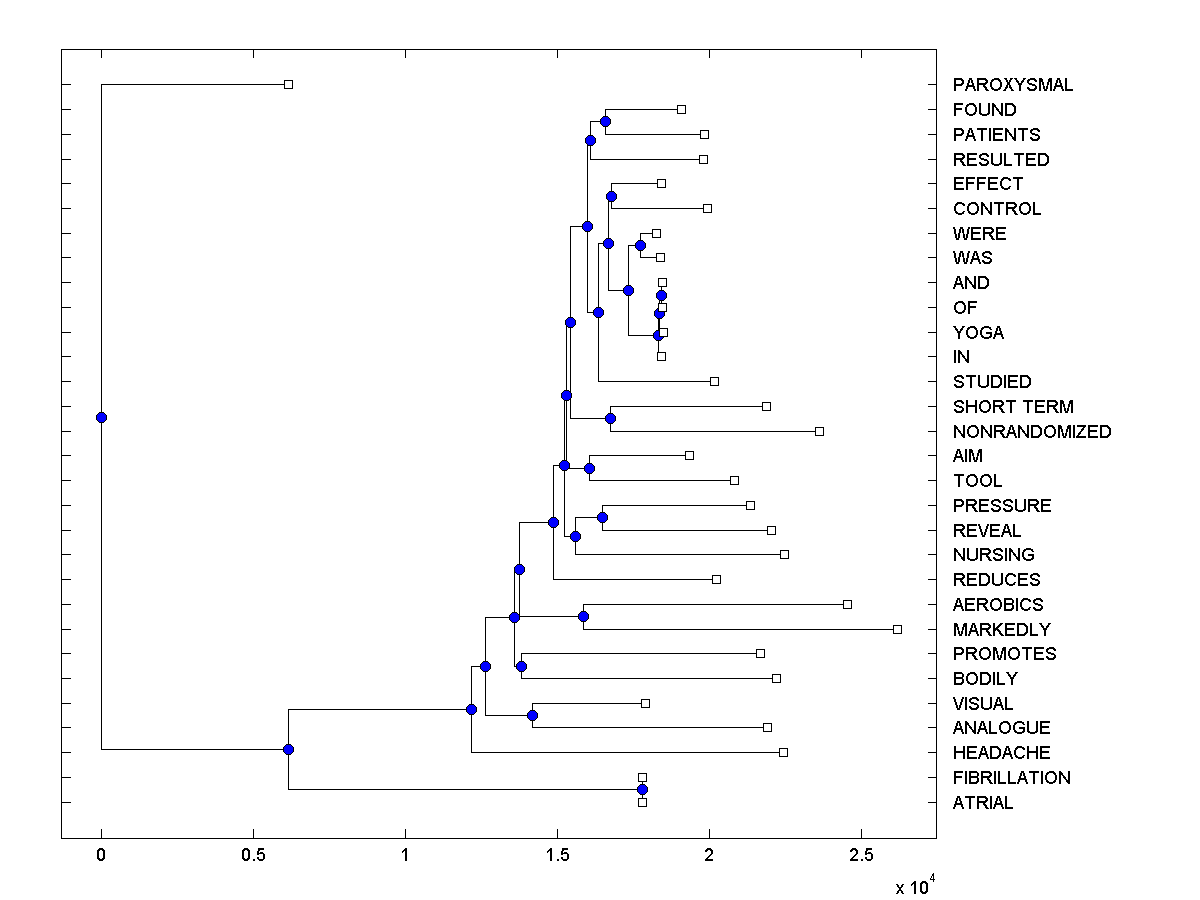 PAROXYSMAL
FOUND
PATIENTS
RESULTED
EFFECT
CONTROL
WERE
WAS
AND
OF
YOGA
IN
STUDIED
SHORT TERM
NONRANDOMIZED
AIM
TOOL
PRESSURE
REVEAL
NURSING
REDUCES
AEROBICS
MARKEDLY
PROMOTES
BODILY
VISUAL
ANALOGUE
HEADACHE
FIBRILLATION
ATRIAL
0 0.5 1 1.5 2 2.5
x 10^4